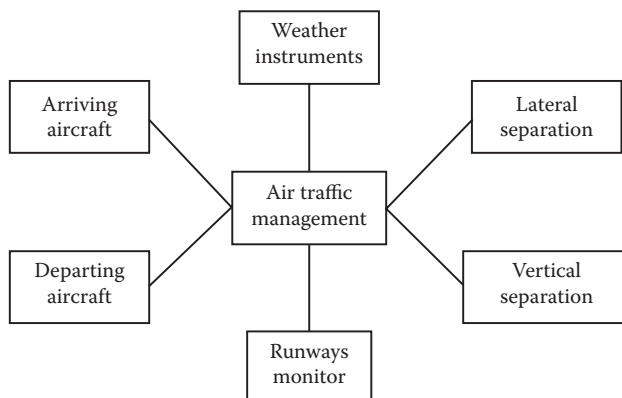 Weather
instruments
Arriving
aircraft
Lateral
separation
Air traffic
management
Departing
aircraft
Vertical
separation
Runways
monitor